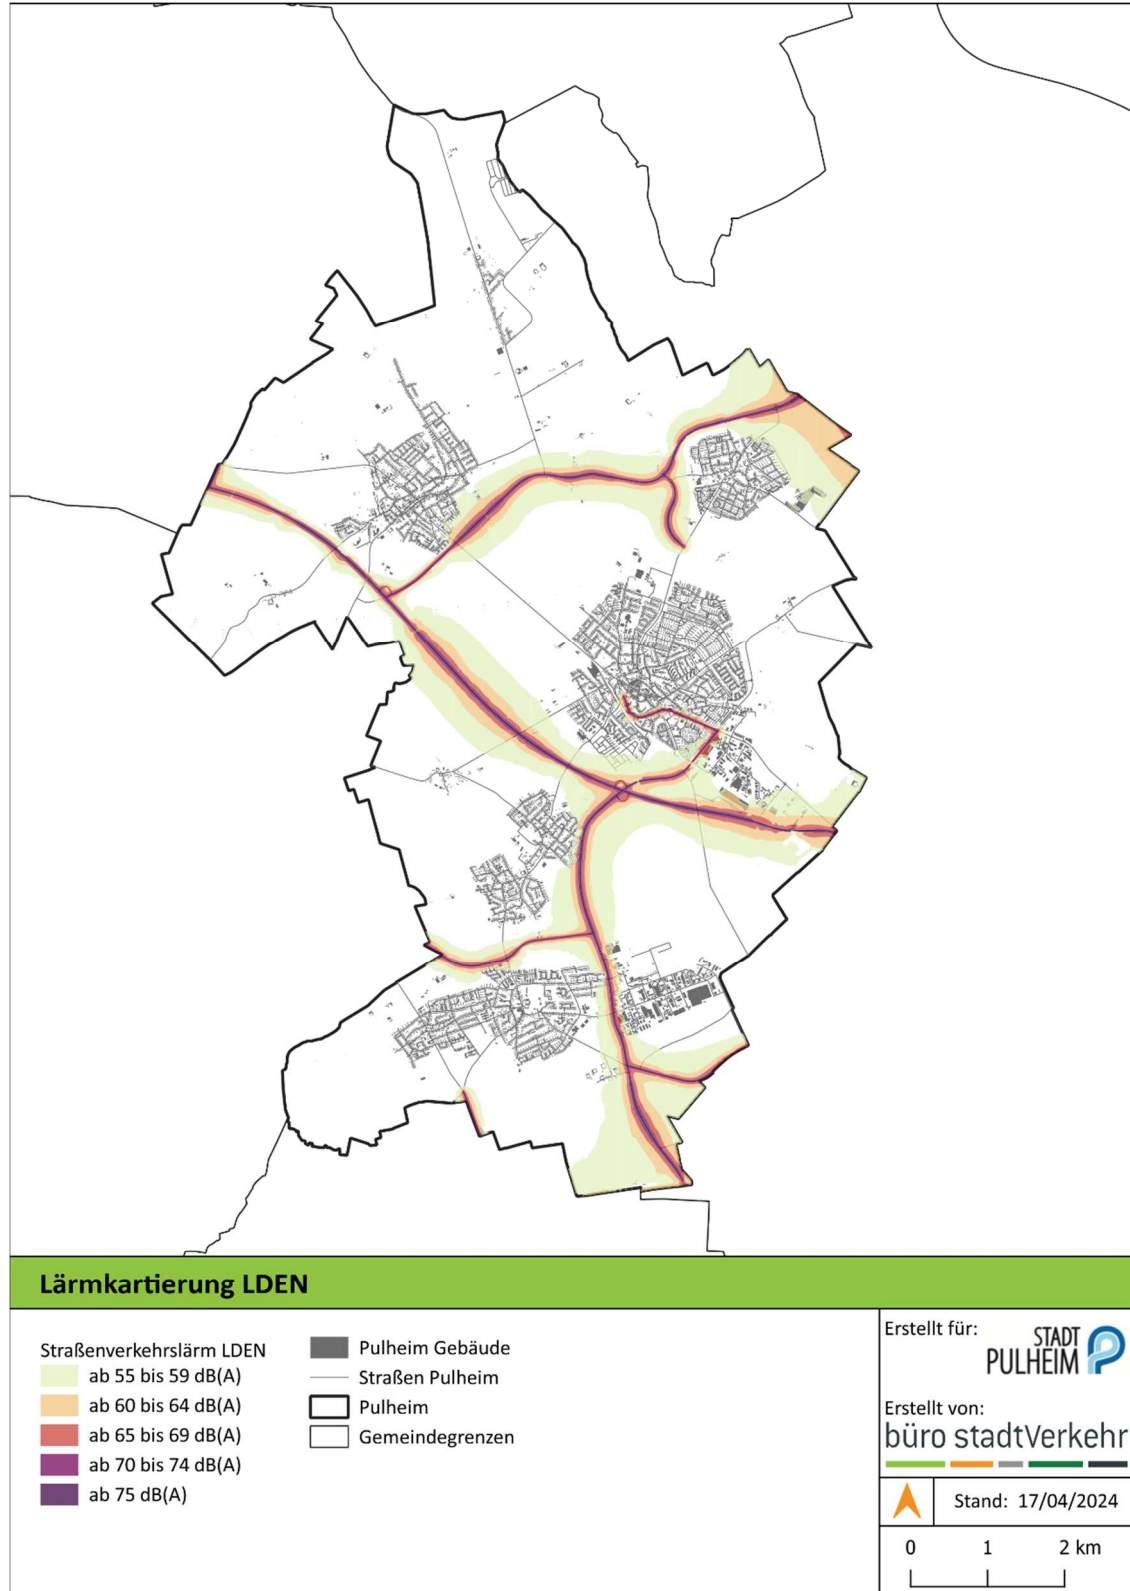 Lärmkartierung LDEN
Straßenverkehrslärm LDEN
ab 55 bis 59 dB(A)
ab 60 bis 64 dB(A)
ab 65 bis 69 dB(A)
ab 70 bis 74 dB(A)
ab 75 dB(A)
Pulheim Gebäude
Straßen Pulheim
Pulheim
Gemeindegrenzen
Erstellt für:
STADT
PULHEIM
Erstellt von:
büro stadtVerkehr
Stand: 17/04/2024
0 1 2 km